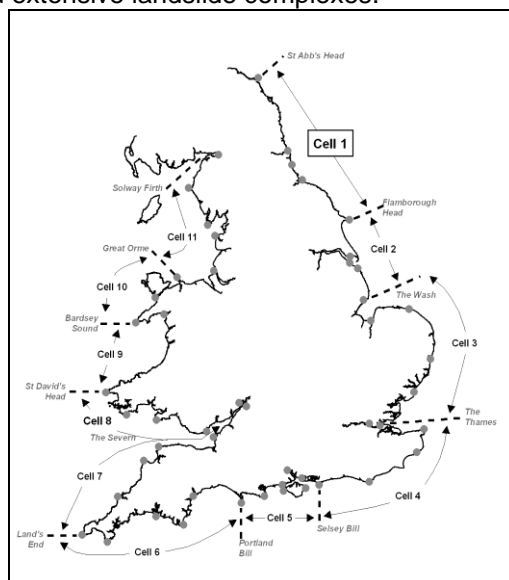 extensive landslide complexes.
St Abb's Head
Cell 1
Solway Firth
Flamborough
Head
Cell 11
Great Orme
Cell 2
Cell 10
The Wash
Bardsey
Sound
Cell 3
Cell 9
St David's
Head
Cell 8
The Severn
The
Thames
Cell 7
Cell 4
Land's
End
Cell 5
Selsey Bill
Cell 6
Portland
Bill